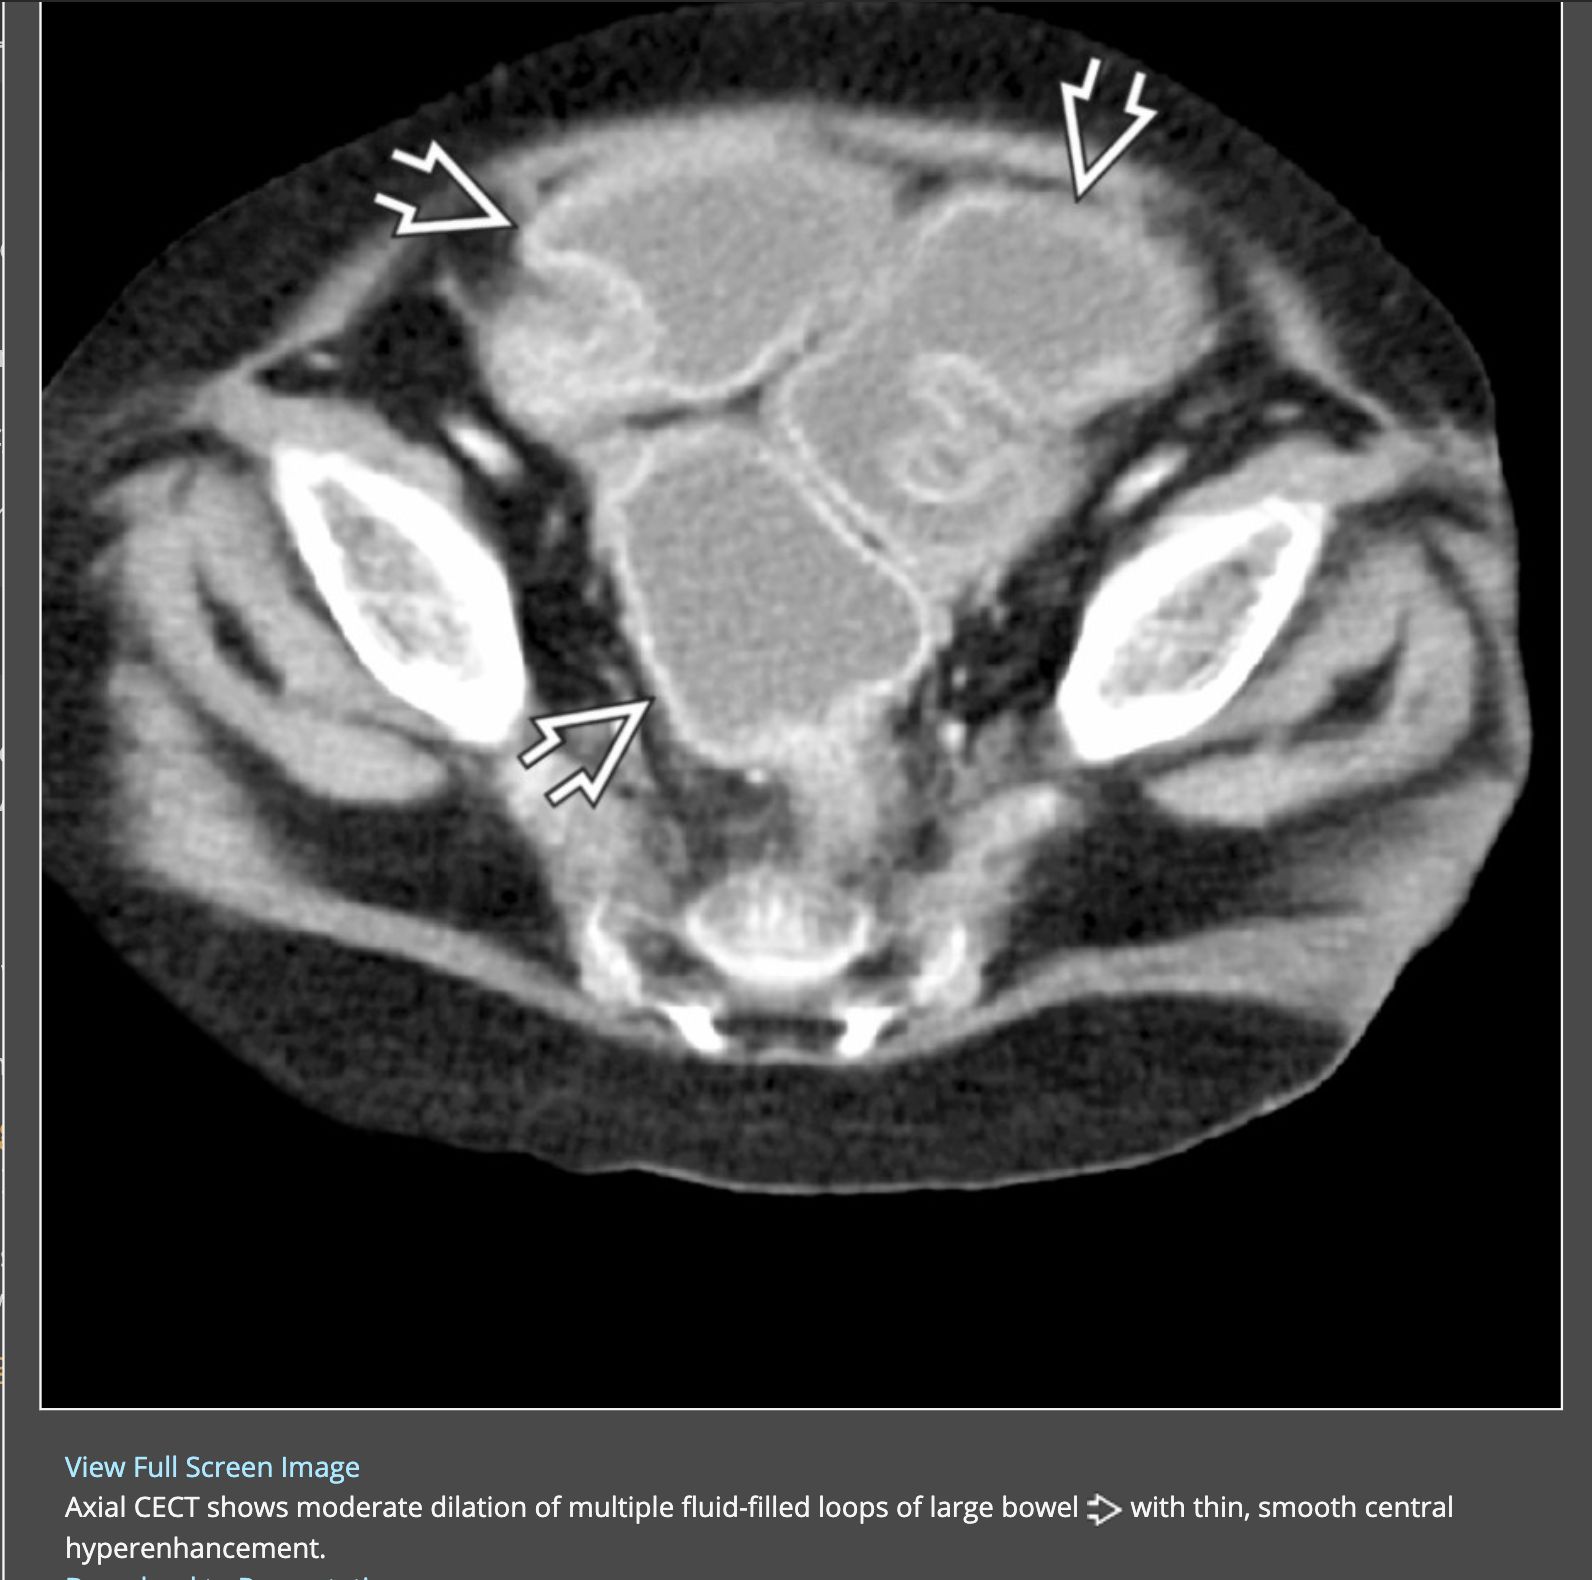 View Full Screen Image
Axial CECT shows moderate dilation of multiple fluid-filled loops of large bowel with thin, smooth central
hyperenhancement.